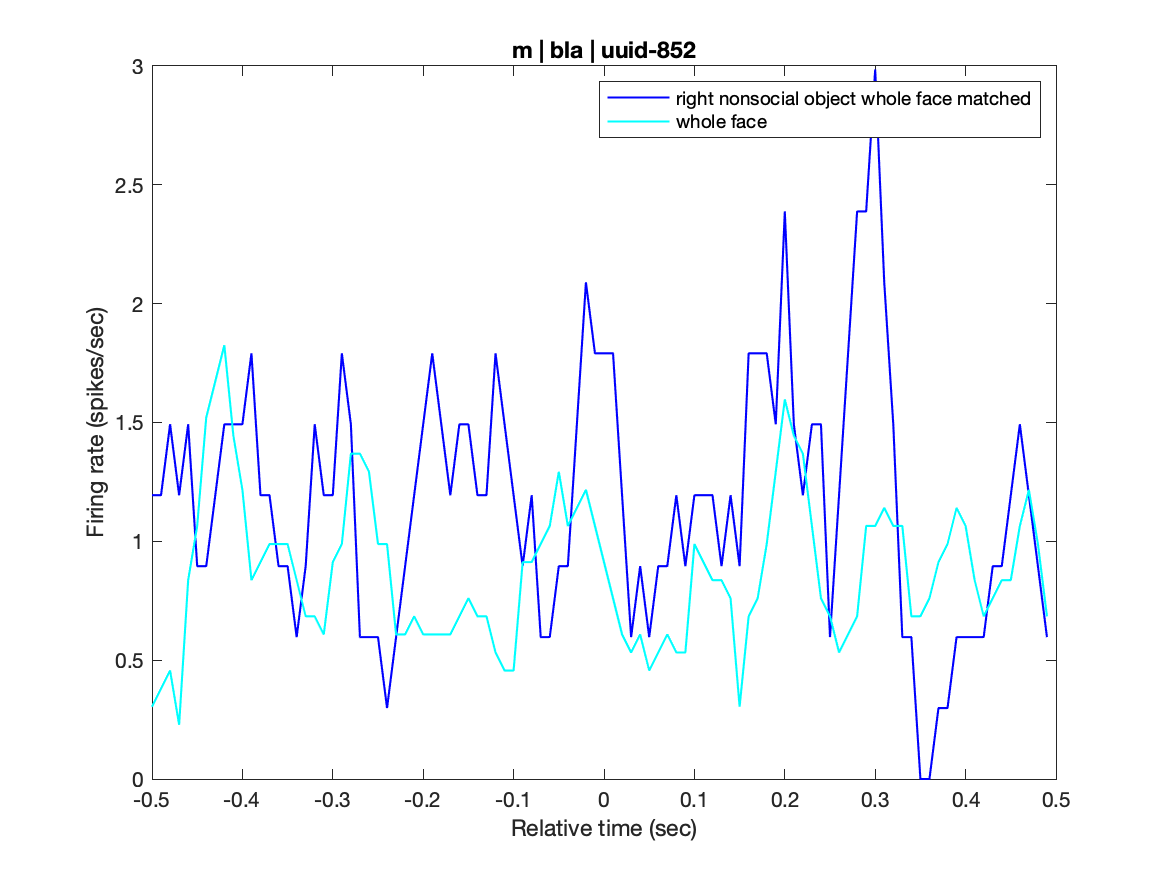 m | bla | uuid-852
right nonsocial object whole face matched
whole face
Firing rate (spikes/sec)
3
2.5
2
1.5
1
0.5
0
-0.5 -0.4 -0.3 -0.2 -0.1 0 0.1 0.2 0.3 0.4 0.5
Relative time (sec)